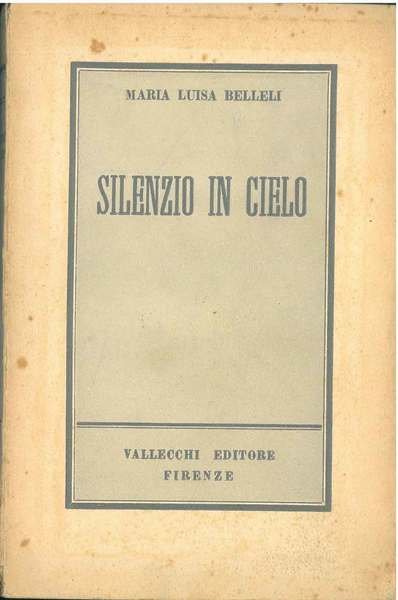 MARIA LUISA BELLELI
SILENZIO IN CIELO
VALLECCHI EDITORE
FIRENZE